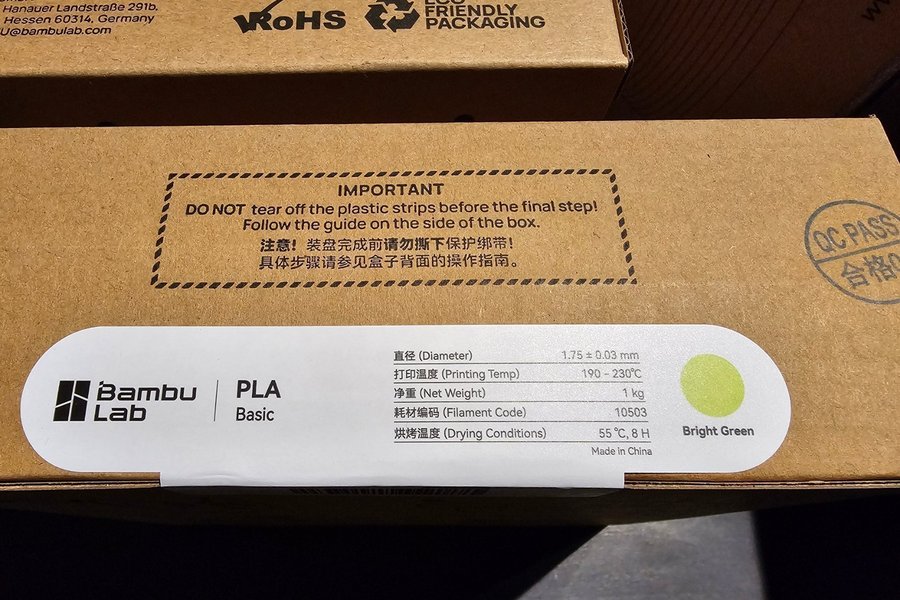 Hanauer Landstraße 291b,
Hessen 60314, Germany
U@bambulab.com
RoHS
ECO
FRIENDLY
PACKAGING
IMPORTANT
DO NOT tear off the plastic strips before the final step!
Follow the guide on the side of the box.
注意！装盘完成前请勿撕下保护绑带！
具体步骤请参见盒子背面的操作指南。
QC PASS
合格
Bambu
Lab
PLA
Basic
直径 (Diameter) 1.75 ± 0.03 mm
打印温度 (Printing Temp) 190 - 230℃
净重 (Net Weight) 1 kg
耗材编码 (Filament Code) 10503
烘烤温度 (Drying Conditions) 55 ℃, 8 H
Made in China
Bright Green